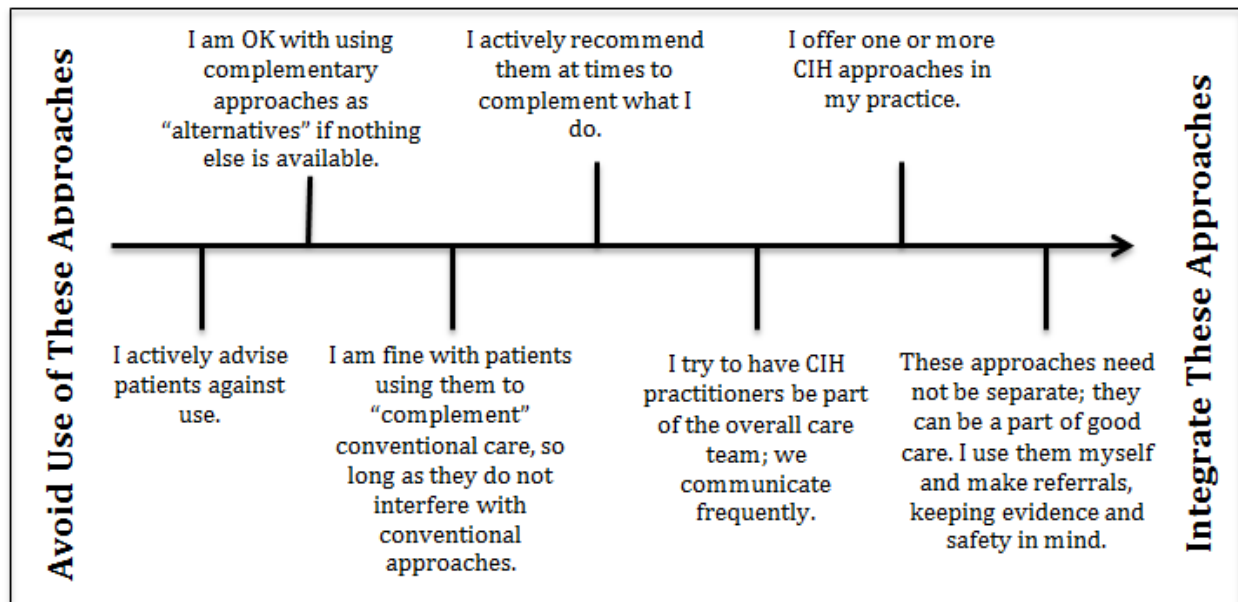 Avoid Use of These Approaches
I am OK with using
complementary
approaches as
“alternatives” if nothing
else is available.
I actively recommend
them at times to
complement what I
do.
I offer one or more
CIH approaches in
my practice.
I actively advise
patients against
use.
I am fine with patients
using them to
“complement”
conventional care, so
long as they do not
interfere with
conventional
approaches.
I try to have CIH
practitioners be part
of the overall care
team; we
communicate
frequently.
These approaches need
not be separate; they
can be a part of good
care. I use them myself
and make referrals,
keeping evidence and
safety in mind.
Integrate These Approaches